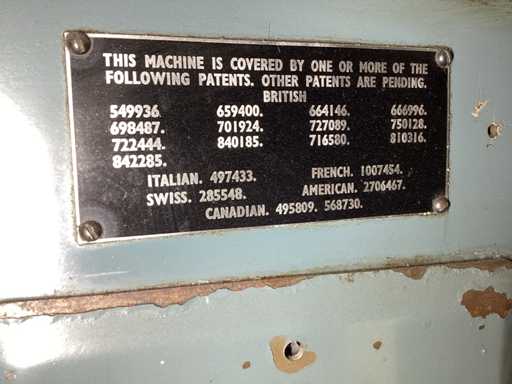 THIS MACHINE IS COVERED BY ONE OR MORE OF THE
FOLLOWING PATENTS. OTHER PATENTS ARE PENDING.
BRITISH
549936. 659400. 664146. 666996.
698487. 701924. 727089. 750128.
722444. 840185. 716580. 810316.
842285.
ITALIAN. 497433. FRENCH. 1007454.
SWISS. 285548. AMERICAN. 2706467.
CANADIAN. 495809. 568730.